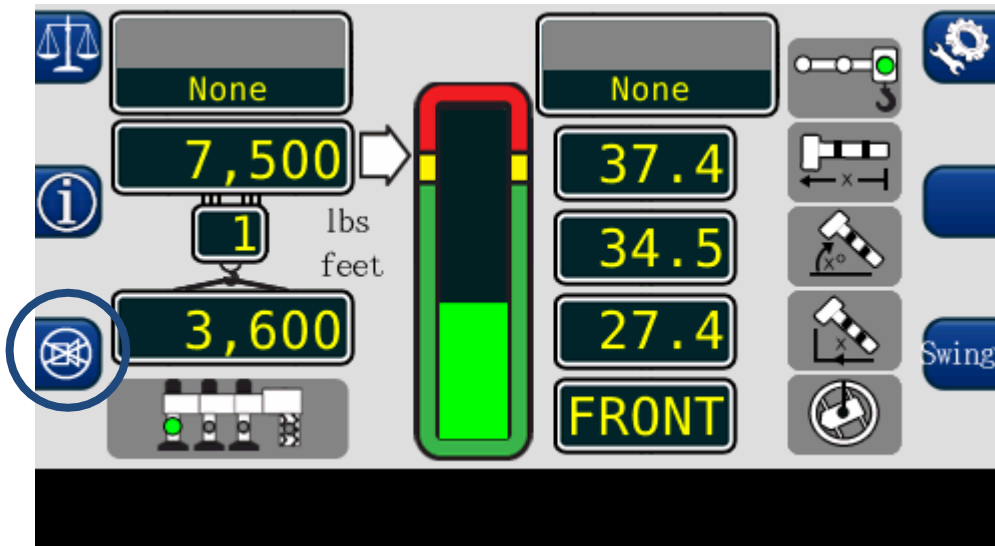 None
7,500
1
lbs
feet
3,600
None
37.4
x
34.5
x°
27.4
x
FRONT
Swing